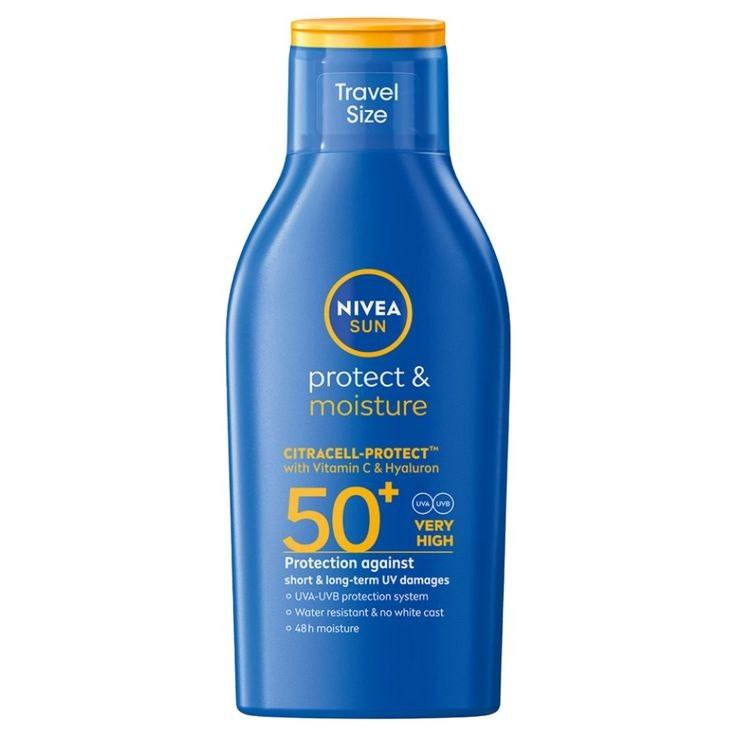 Travel
Size
NIVEA
SUN
protect &
moisture
CITRACELL-PROTECT™
with Vitamin C & Hyaluron
50+
UVA UVB
VERY
HIGH
Protection against
short & long-term UV damages
UVA-UVB protection system
Water resistant & no white cast
48h moisture